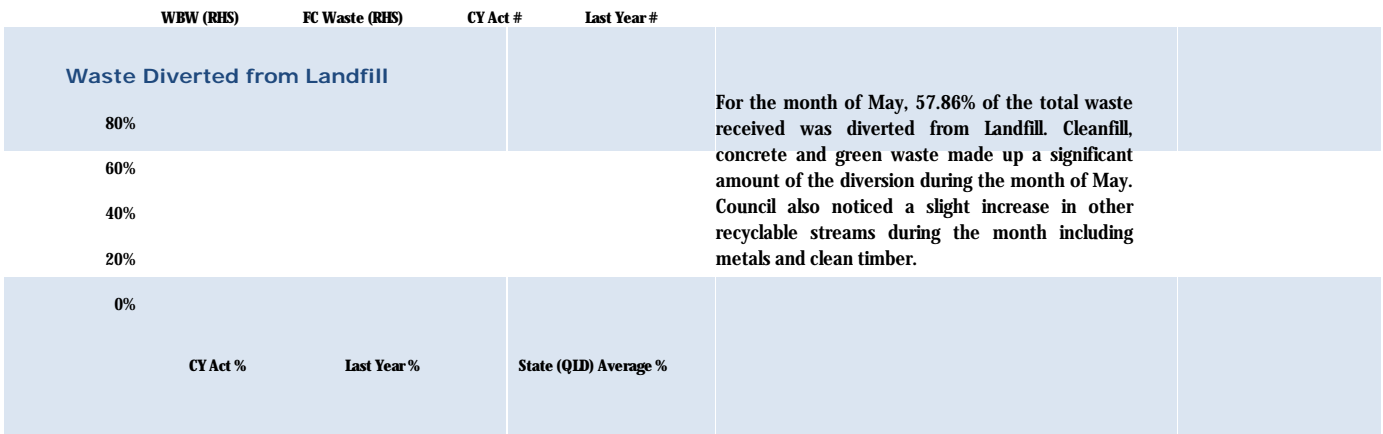 WBW (RHS) FC Waste (RHS) CY Act # Last Year #
Waste Diverted from Landfill
80%
60%
40%
20%
0%
CY Act % Last Year % State (QLD) Average %
For the month of May, 57.86% of the total waste
received was diverted from Landfill. Cleanfill,
concrete and green waste made up a significant
amount of the diversion during the month of May.
Council also noticed a slight increase in other
recyclable streams during the month including
metals and clean timber.